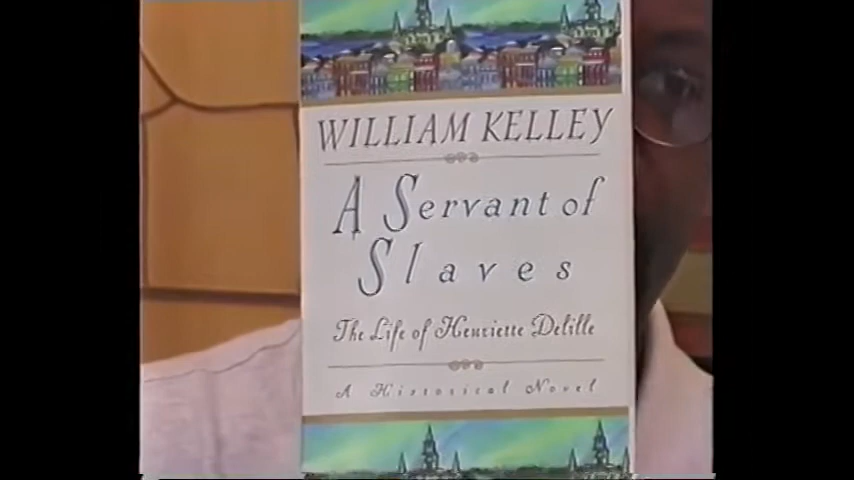 WILLIAM KELLEY
A Servant of
Slaves
The Life of Henriette Delille
A Historical Novel